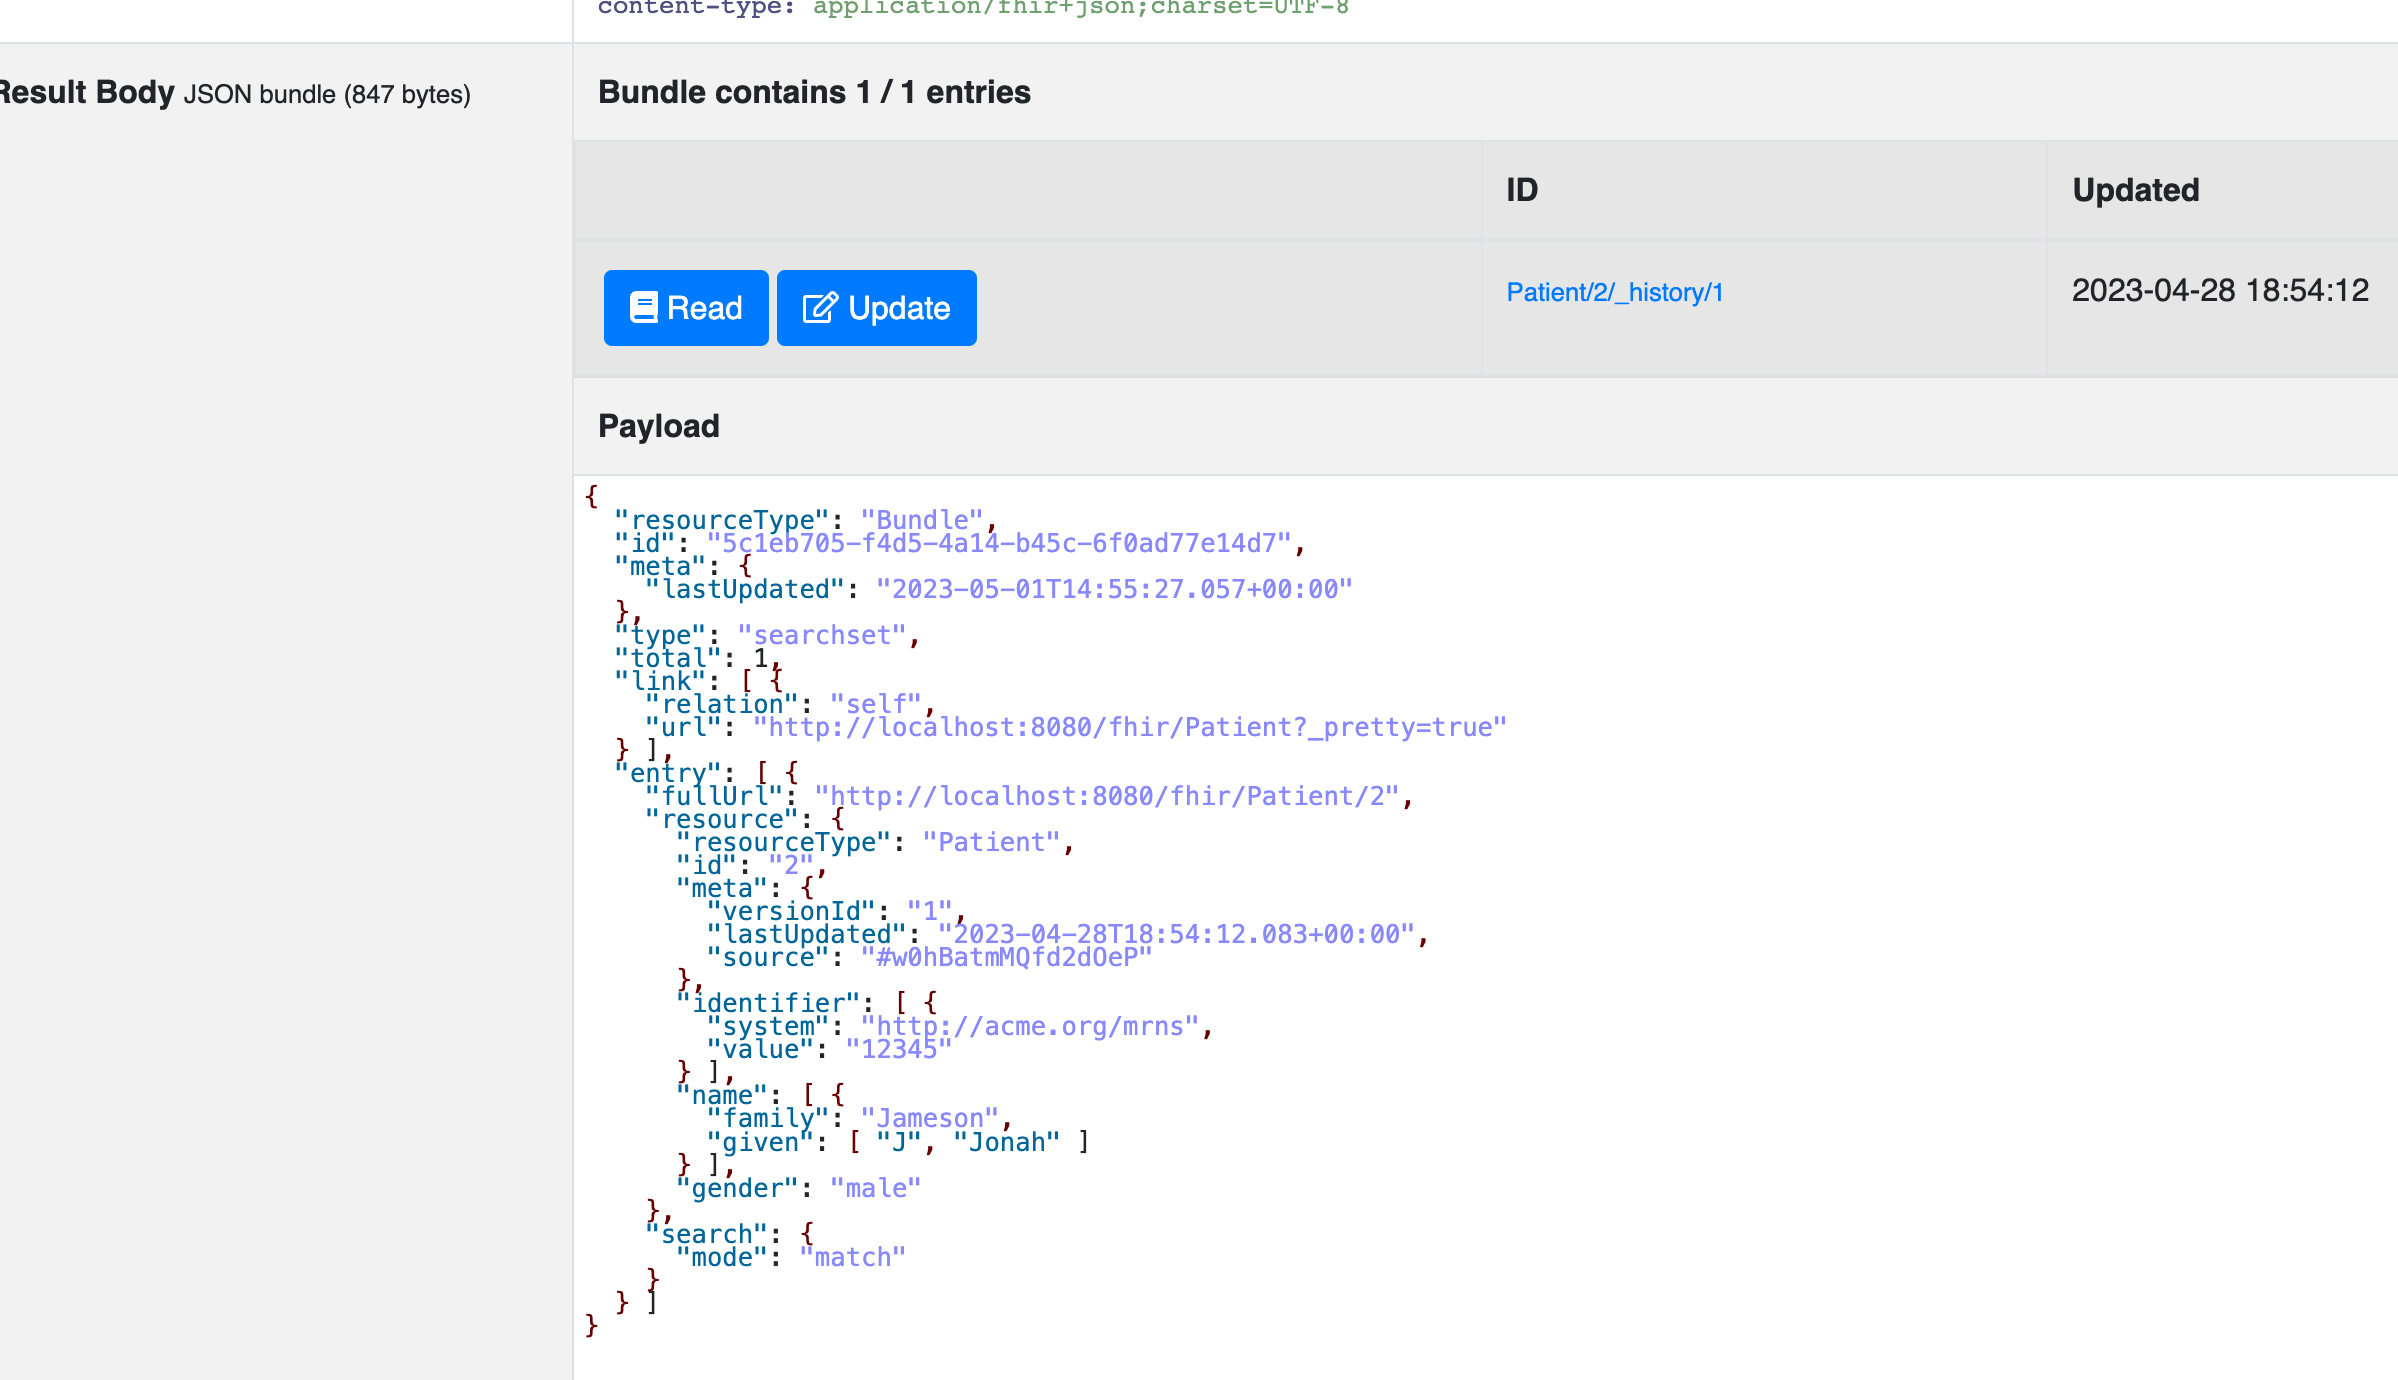 content-type: application/fhir+json;charset=UTF-8
Result Body JSON bundle (847 bytes)
Bundle contains 1 / 1 entries
ID Updated
Read Update Patient/2/_history/1 2023-04-28 18:54:12
Payload
{
  "resourceType": "Bundle",
  "id": "5c1eb705-f4d5-4a14-b45c-6f0ad77e14d7",
  "meta": {
    "lastUpdated": "2023-05-01T14:55:27.057+00:00"
  },
  "type": "searchset",
  "total": 1,
  "link": [ {
    "relation": "self",
    "url": "http://localhost:8080/fhir/Patient?_pretty=true"
  } ],
  "entry": [ {
    "fullUrl": "http://localhost:8080/fhir/Patient/2",
    "resource": {
      "resourceType": "Patient",
      "id": "2",
      "meta": {
        "versionId": "1",
        "lastUpdated": "2023-04-28T18:54:12.083+00:00",
        "source": "#w0hBatmMQfd2dOeP"
      },
      "identifier": [ {
        "system": "http://acme.org/mrns",
        "value": "12345"
      } ],
      "name": [ {
        "family": "Jameson",
        "given": [ "J", "Jonah" ]
      } ],
      "gender": "male"
    },
    "search": {
      "mode": "match"
    }
  } ]
}